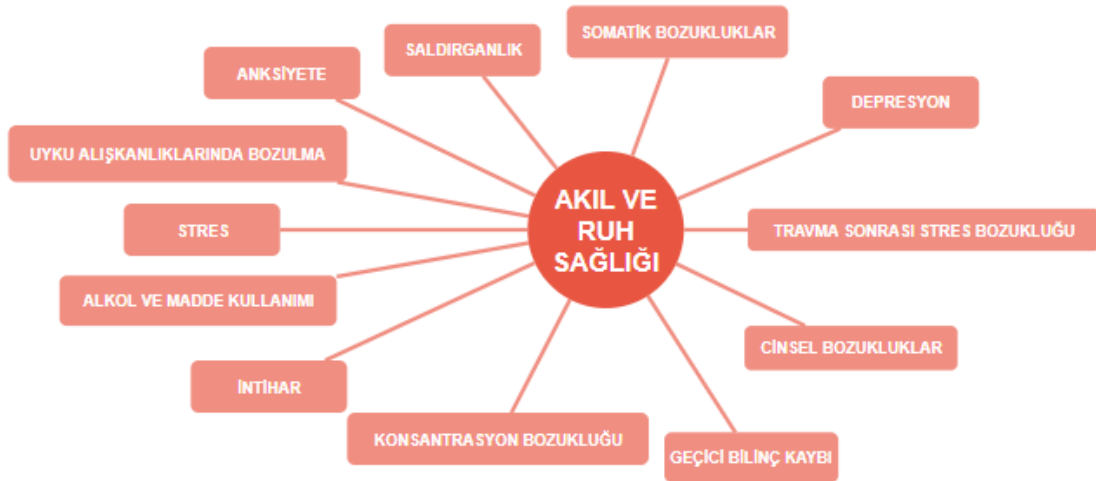 SOMATİK BOZUKLUKLAR
SALDIRGANLIK
ANKSİYETE
DEPRESYON
UYKU ALIŞKANLIKLARINDA BOZULMA
AKIL VE
RUH
SAĞLIĞI
STRES
TRAVMA SONRASI STRES BOZUKLUĞU
ALKOL VE MADDE KULLANIMI
CİNSEL BOZUKLUKLAR
İNTİHAR
KONSANTRASYON BOZUKLUĞU
GEÇİCİ BİLİNÇ KAYBI